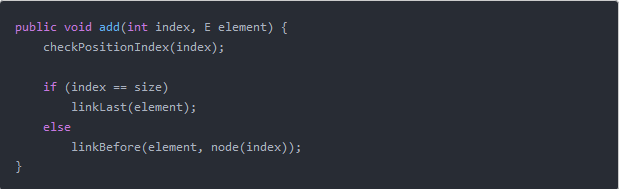 public void add(int index, E element) {
    checkPositionIndex(index);

    if (index == size)
        linkLast(element);
    else
        linkBefore(element, node(index));
}